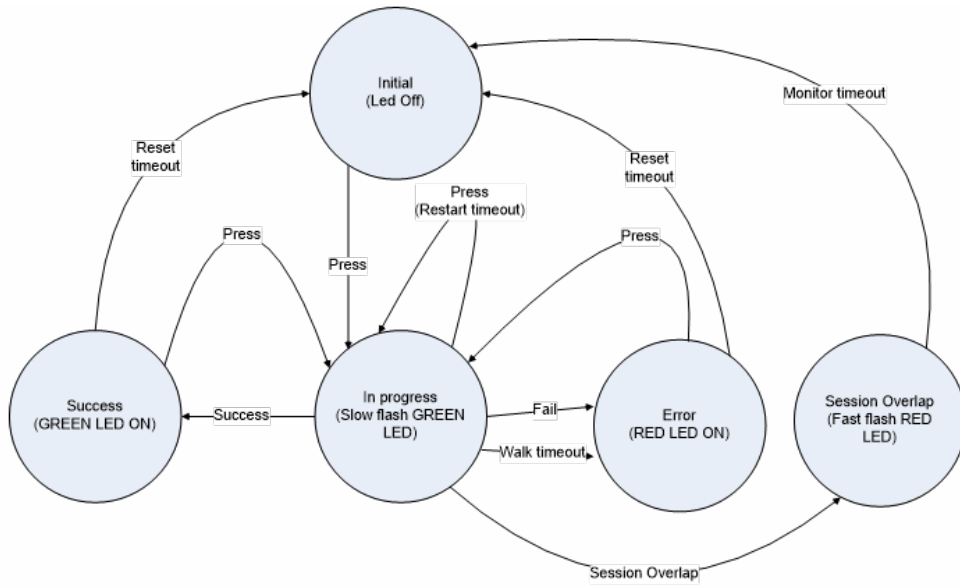 Initial
(Led Off)
Monitor timeout
Reset
timeout
Reset
timeout
Press
(Restart timeout)
Press
Press
Press
Success
(GREEN LED ON)
Success
In progress
(Slow flash GREEN
LED)
Fail
Walk timeout
Error
(RED LED ON)
Session Overlap
(Fast flash RED
LED)
Session Overlap